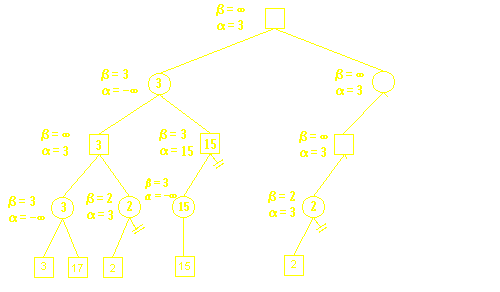 β = ∞
α = 3
β = 3
α = -∞
3
β = ∞
α = 3
β = ∞
α = 3
3
β = 3
α = 15
15
β = ∞
α = 3
β = 3
α = -∞
3
β = 2
α = 3
2
β = 3
α = -∞
15
β = 2
α = 3
2
3
17
2
15
2